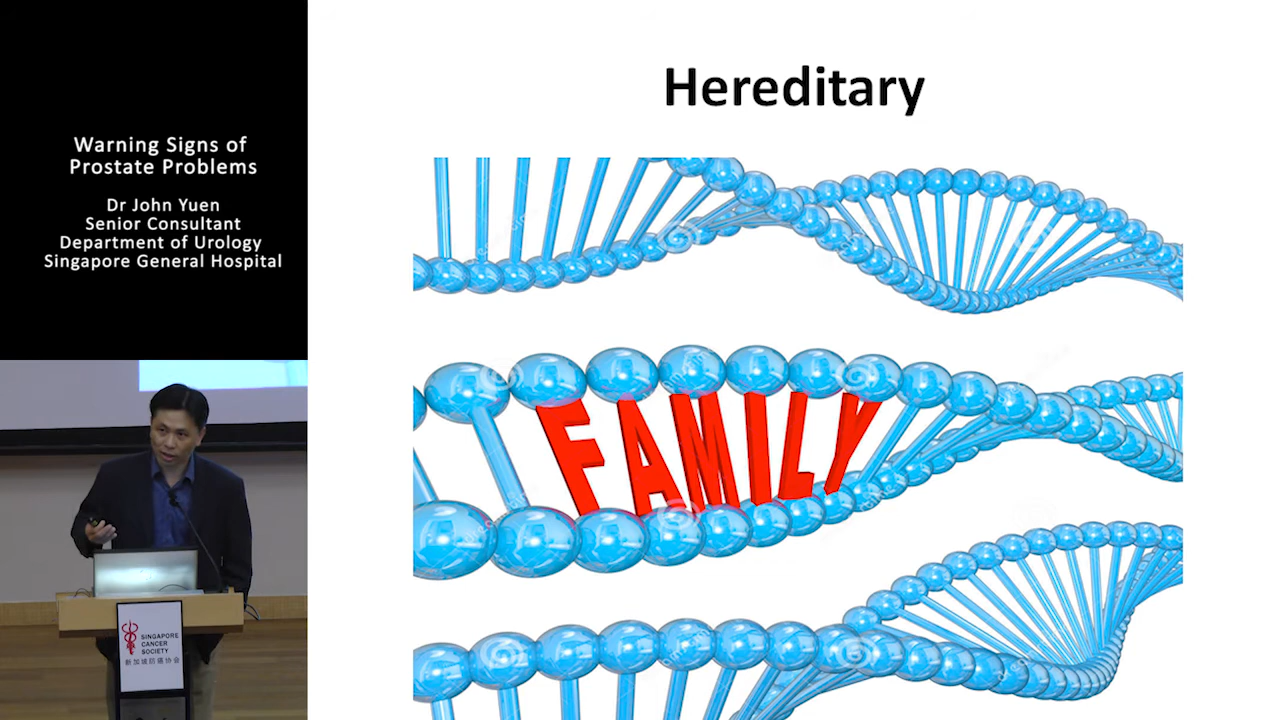 Warning Signs of
Prostate Problems
Dr John Yuen
Senior Consultant
Department of Urology
Singapore General Hospital
Hereditary
FAMILY
SINGAPORE
CANCER
SOCIETY
新加坡防癌协会